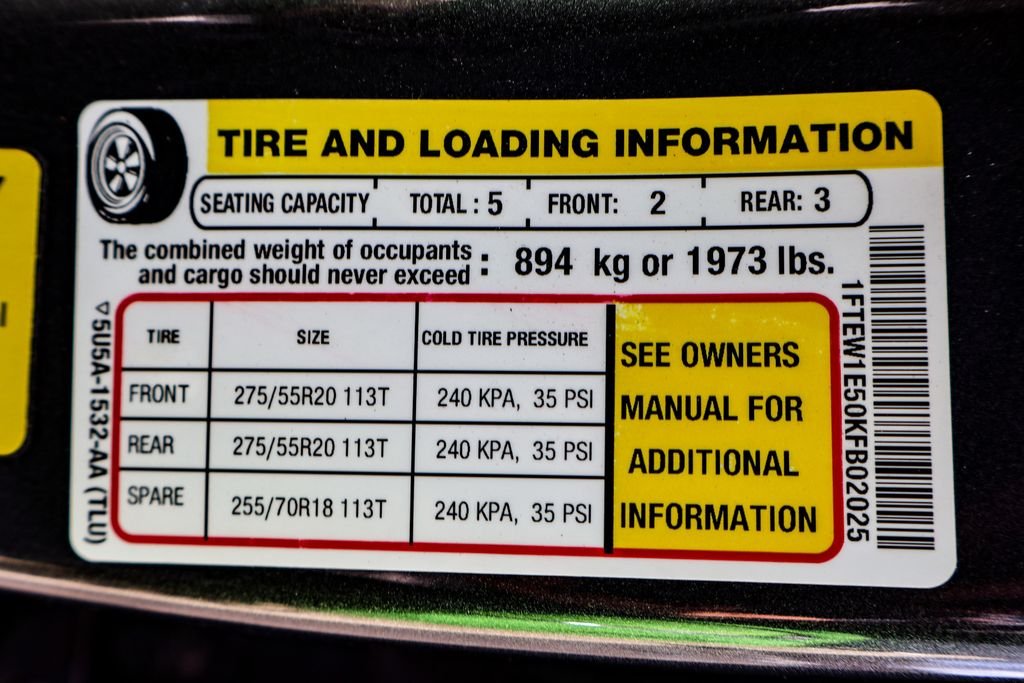 TIRE AND LOADING INFORMATION
SEATING CAPACITY TOTAL : 5 FRONT: 2 REAR: 3
The combined weight of occupants
and cargo should never exceed : 894 kg or 1973 lbs.
TIRE SIZE COLD TIRE PRESSURE
FRONT 275/55R20 113T 240 KPA, 35 PSI
REAR 275/55R20 113T 240 KPA, 35 PSI
SPARE 255/70R18 113T 240 KPA, 35 PSI
SEE OWNERS
MANUAL FOR
ADDITIONAL
INFORMATION
5U5A-1532-AA (TLU)
1FTEW1E50KFB02025